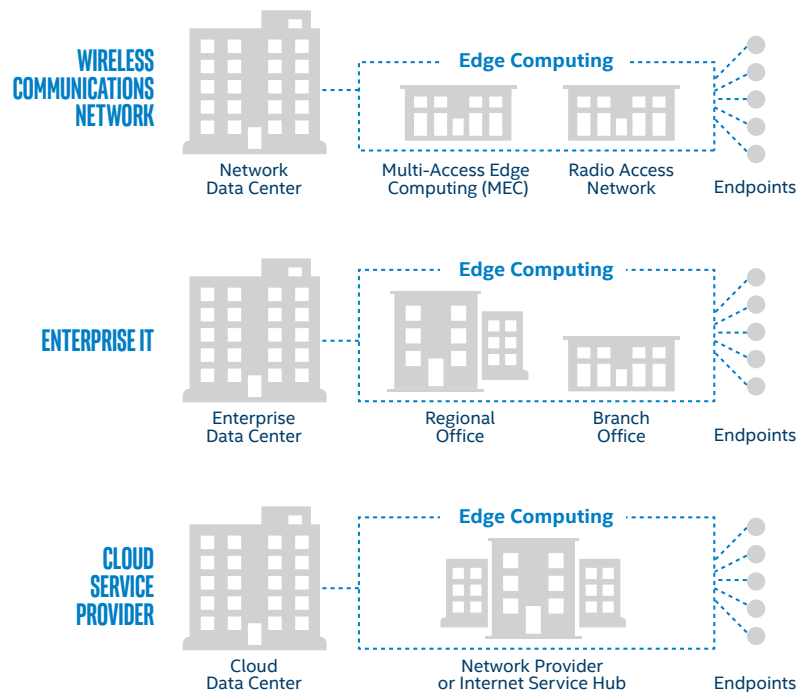 WIRELESS
COMMUNICATIONS
NETWORK
Edge Computing
Network
Data Center
Multi-Access Edge
Computing (MEC)
Radio Access
Network
Endpoints
ENTERPRISE IT
Edge Computing
Enterprise
Data Center
Regional
Office
Branch
Office
Endpoints
CLOUD
SERVICE
PROVIDER
Edge Computing
Cloud
Data Center
Network Provider
or Internet Service Hub
Endpoints